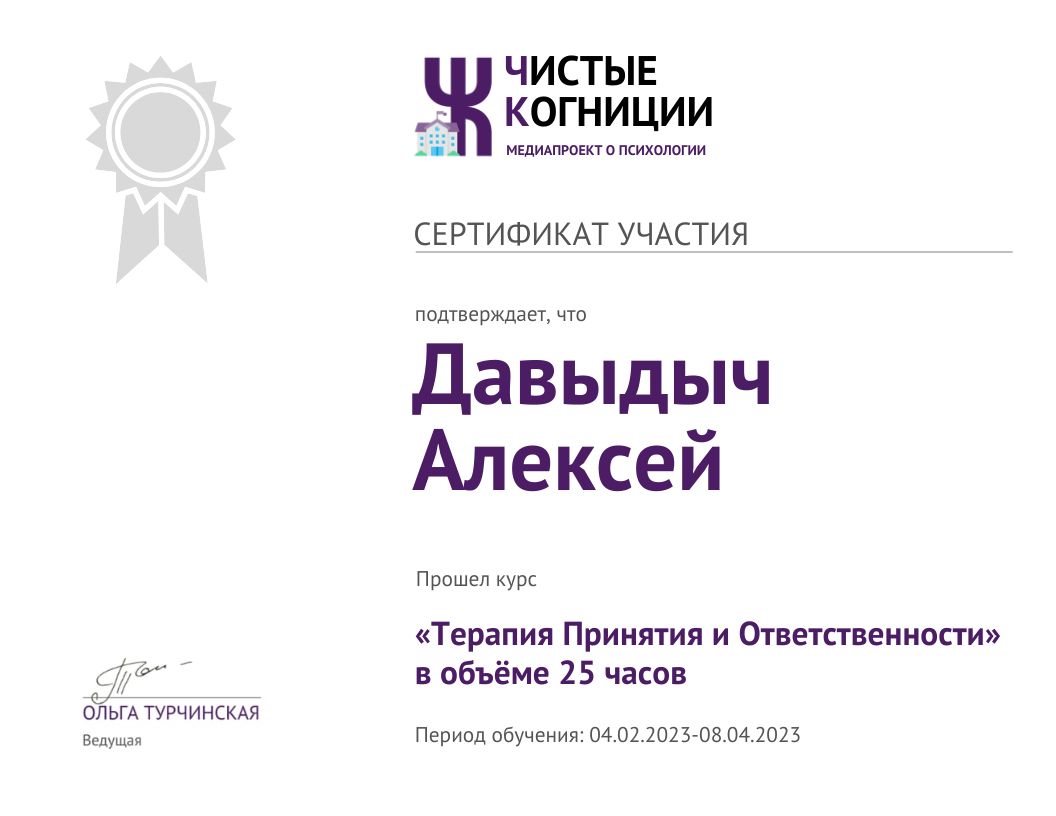 ЧИСТЫЕ
КОГНИЦИИ
МЕДИАПРОЕКТ О ПСИХОЛОГИИ
СЕРТИФИКАТ УЧАСТИЯ
подтверждает, что
Давыдыч
Алексей
Прошел курс
«Терапия Принятия и Ответственности»
в объёме 25 часов
Период обучения: 04.02.2023-08.04.2023
ОЛЬГА ТУРЧИНСКАЯ
Ведущая